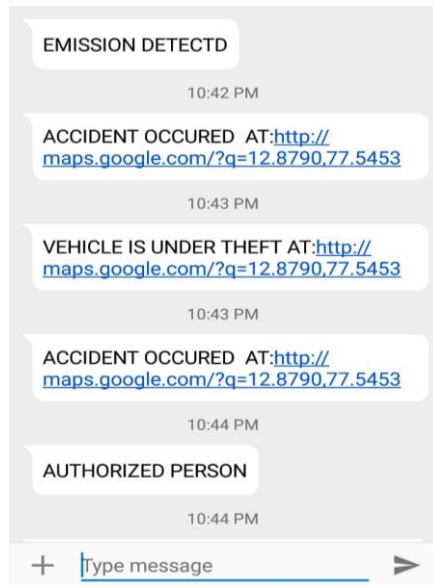 EMISSION DETECTD
10:42 PM
ACCIDENT OCCURED  AT:http://
maps.google.com/?q=12.8790,77.5453
10:43 PM
VEHICLE IS UNDER THEFT AT:http://
maps.google.com/?q=12.8790,77.5453
10:43 PM
ACCIDENT OCCURED  AT:http://
maps.google.com/?q=12.8790,77.5453
10:44 PM
AUTHORIZED PERSON
10:44 PM
Type message